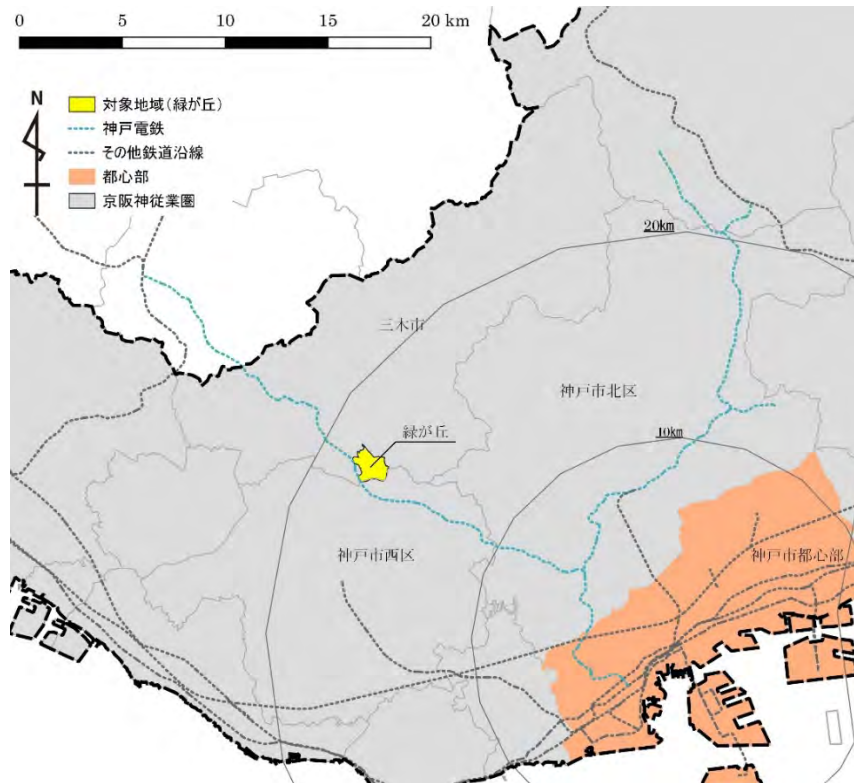 0 5 10 15 20 km
N
対象地域(緑が丘)
神戸電鉄
その他鉄道沿線
都心部
京阪神従業圏
20km
三木市
神戸市北区
緑が丘
10km
神戸市西区
神戸市都心部